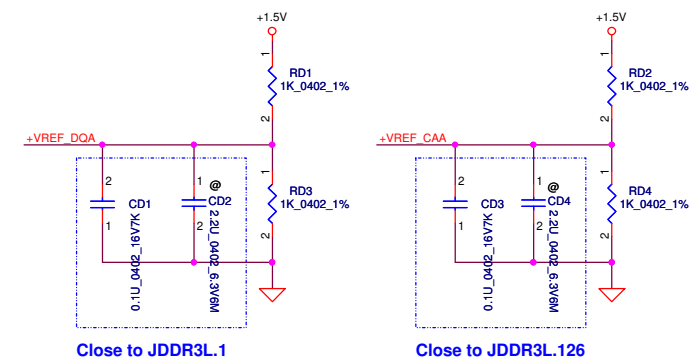 +1.5V
1
RD1
1K_0402_1%
2
+VREF_DQA
2
CD1
1
0.1U_0402_16V7K
1
@
CD2
2
2.2U_0402_6.3V6M
1
RD3
1K_0402_1%
2
Close to JDDR3L.1
+1.5V
1
RD2
1K_0402_1%
2
+VREF_CAA
2
CD3
1
0.1U_0402_16V7K
1
@
CD4
2
2.2U_0402_6.3V6M
1
RD4
1K_0402_1%
2
Close to JDDR3L.126